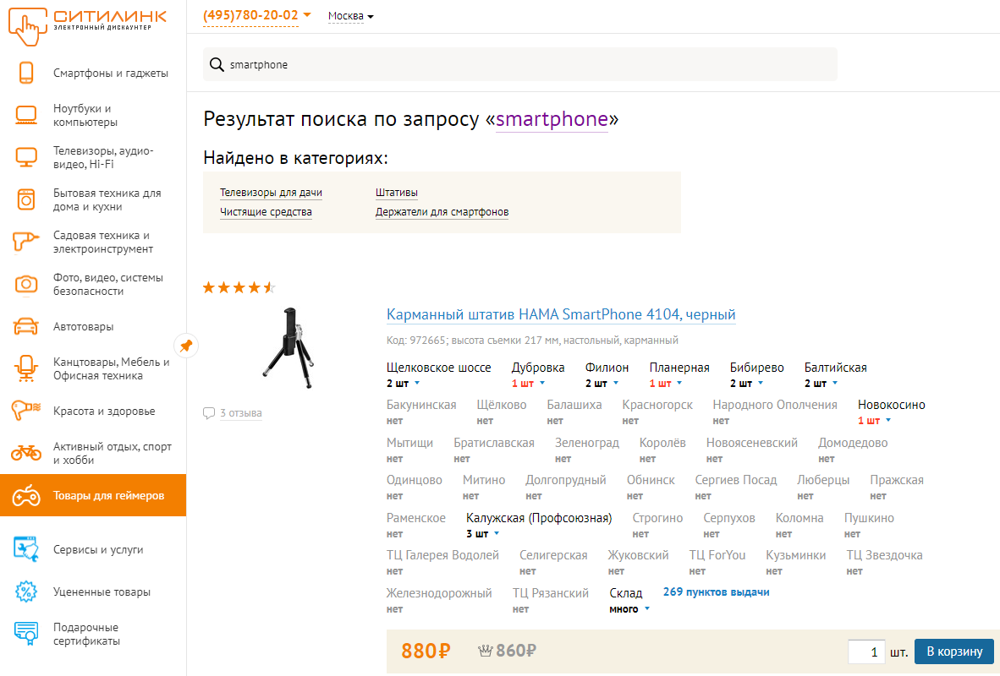 СИТИЛИНК
ЭЛЕКТРОННЫЙ ДИСКАУНТЕР
Смартфоны и гаджеты
Ноутбуки и
компьютеры
Телевизоры, аудио-
видео, Hi-Fi
Бытовая техника для
дома и кухни
Садовая техника и
электроинструмент
Фото, видео, системы
безопасности
Автотовары
Канцтовары, Мебель и
Офисная техника
Красота и здоровье
Активный отдых, спорт
и хобби
Товары для геймеров
Сервисы и услуги
Уцененные товары
Подарочные
сертификаты
(495)780-20-02 Москва
smartphone
Результат поиска по запросу «smartphone»
Найдено в категориях:
Телевизоры для дачи Штативы
Чистящие средства Держатели для смартфонов
3 отзыва
Карманный штатив HAMA SmartPhone 4104, черный
Код: 972665; высота съемки 217 мм, настольный, карманный
Щелковское шоссе Дубровка Филион Планерная Бибирево Балтийская
2 шт 1 шт 2 шт 1 шт 2 шт 2 шт
Бакунинская Щёлково Балашиха Красногорск Народного Ополчения Новокосино
нет нет нет нет нет 1 шт
Мытищи Братиславская Зеленоград Королёв Новоясеневский Домодедово
нет нет нет нет нет нет
Одинцово Митино Долгопрудный Обнинск Сергиев Посад Люберцы Пражская
нет нет нет нет нет нет нет
Раменское Калужская (Профсоюзная) Строгино Серпухов Коломна Пушкино
нет 3 шт нет нет нет нет
ТЦ Галерея Водолей Селигерская Жуковский ТЦ ForYou Кузьминки ТЦ Звездочка
нет нет нет нет нет нет
Железнодорожный ТЦ Рязанский Склад 269 пунктов выдачи
нет нет много
880₽ 860₽ 1 шт. В корзину